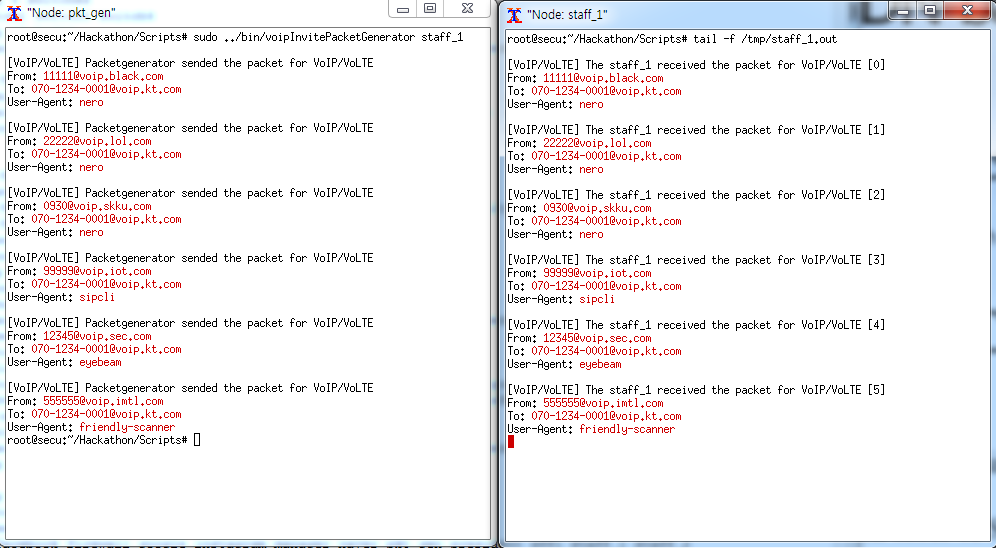 "Node: pkt_gen"
root@secu:~/Hackathon/Scripts# sudo ../bin/voipInvitePacketGenerator staff_1
[VoIP/VoLTE] Packetgenerator sended the packet for VoIP/VoLTE
From: 11111@voip.black.com
To: 070-1234-0001@voip.kt.com
User-Agent: nero
[VoIP/VoLTE] Packetgenerator sended the packet for VoIP/VoLTE
From: 22222@voip.lol.com
To: 070-1234-0001@voip.kt.com
User-Agent: nero
[VoIP/VoLTE] Packetgenerator sended the packet for VoIP/VoLTE
From: 0930@voip.skku.com
To: 070-1234-0001@voip.kt.com
User-Agent: nero
[VoIP/VoLTE] Packetgenerator sended the packet for VoIP/VoLTE
From: 99999@voip.iot.com
To: 070-1234-0001@voip.kt.com
User-Agent: sipcli
[VoIP/VoLTE] Packetgenerator sended the packet for VoIP/VoLTE
From: 12345@voip.sec.com
To: 070-1234-0001@voip.kt.com
User-Agent: eyebeam
[VoIP/VoLTE] Packetgenerator sended the packet for VoIP/VoLTE
From: 555555@voip.imtl.com
To: 070-1234-0001@voip.kt.com
User-Agent: friendly-scanner
root@secu:~/Hackathon/Scripts#
"Node: staff_1"
root@secu:~/Hackathon/Scripts# tail -f /tmp/staff_1.out
[VoIP/VoLTE] The staff_1 received the packet for VoIP/VoLTE [0]
From: 11111@voip.black.com
To: 070-1234-0001@voip.kt.com
User-Agent: nero
[VoIP/VoLTE] The staff_1 received the packet for VoIP/VoLTE [1]
From: 22222@voip.lol.com
To: 070-1234-0001@voip.kt.com
User-Agent: nero
[VoIP/VoLTE] The staff_1 received the packet for VoIP/VoLTE [2]
From: 0930@voip.skku.com
To: 070-1234-0001@voip.kt.com
User-Agent: nero
[VoIP/VoLTE] The staff_1 received the packet for VoIP/VoLTE [3]
From: 99999@voip.iot.com
To: 070-1234-0001@voip.kt.com
User-Agent: sipcli
[VoIP/VoLTE] The staff_1 received the packet for VoIP/VoLTE [4]
From: 12345@voip.sec.com
To: 070-1234-0001@voip.kt.com
User-Agent: eyebeam
[VoIP/VoLTE] The staff_1 received the packet for VoIP/VoLTE [5]
From: 555555@voip.imtl.com
To: 070-1234-0001@voip.kt.com
User-Agent: friendly-scanner